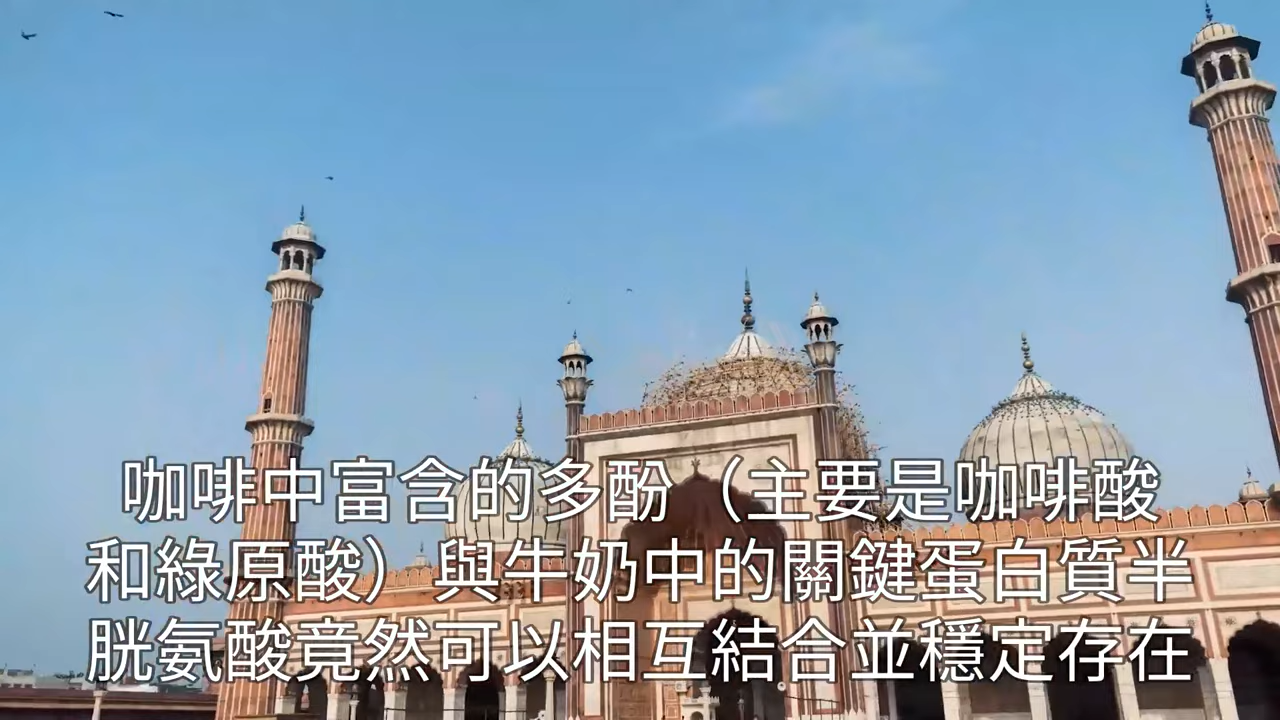 咖啡中富含的多酚（主要是咖啡酸
和綠原酸）與牛奶中的關鍵蛋白質半
胱氨酸竟然可以相互結合並穩定存在